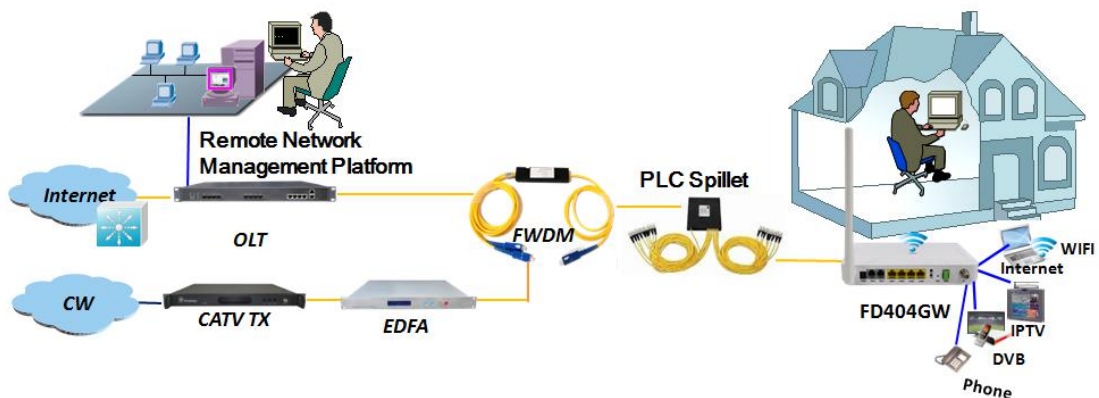 Remote Network
Management Platform
Internet
OLT
FWDM
PLC Spillet
CW
CATV TX
EDFA
FD404GW
WIFI
Internet
IPTV
DVB
Phone